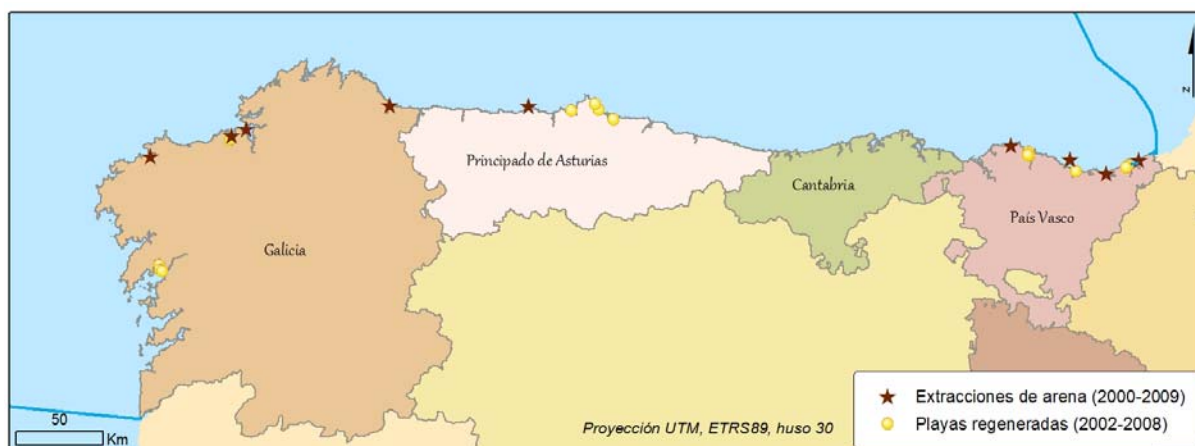 Z
Principado de Asturias
Cantabria
País Vasco
Galicia
Extracciones de arena (2000-2009)
Playas regeneradas (2002-2008)
50
Km
Proyección UTM, ETRS89, huso 30